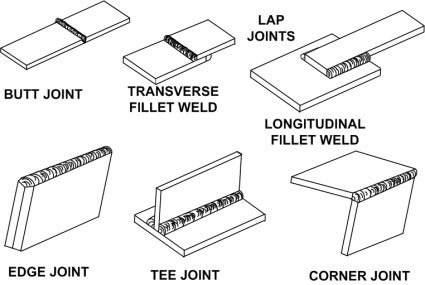 LAP
JOINTS
BUTT JOINT
TRANSVERSE
FILLET WELD
LONGITUDINAL
FILLET WELD
EDGE JOINT
TEE JOINT
CORNER JOINT